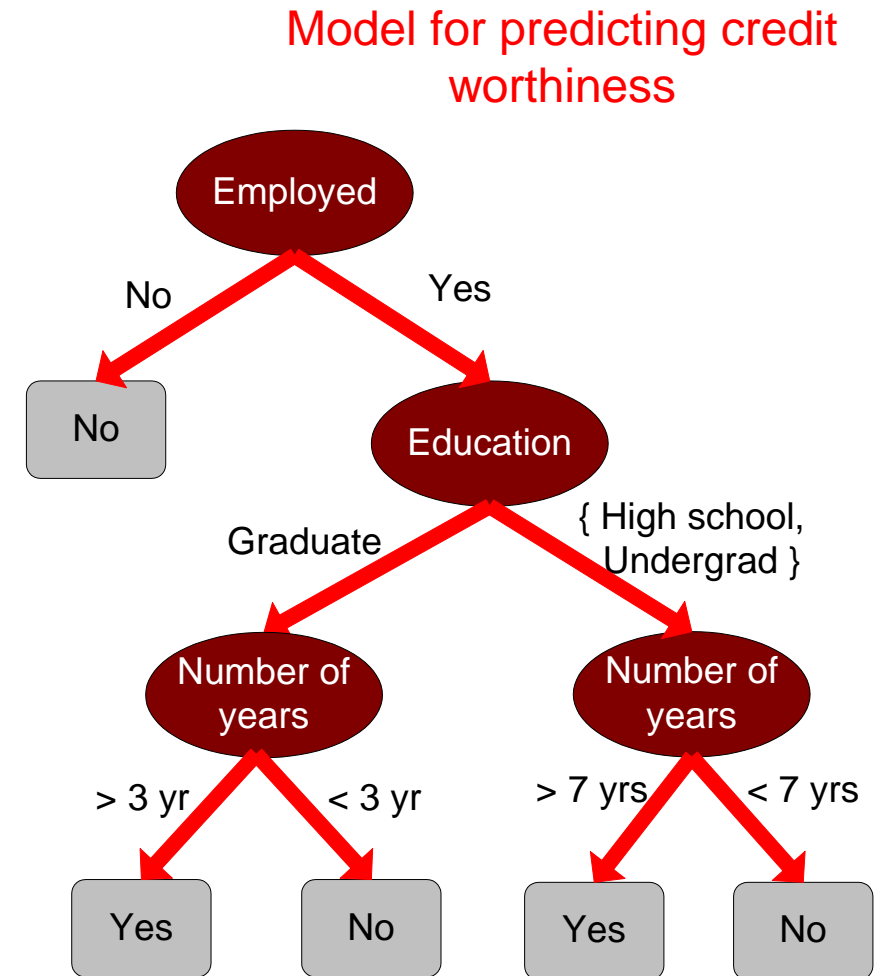 Model for predicting credit
worthiness
Employed
No
Yes
No
Education
Graduate
{ High school,
Undergrad }
Number of
years
Number of
years
> 3 yr
< 3 yr
> 7 yrs
< 7 yrs
Yes
No
Yes
No